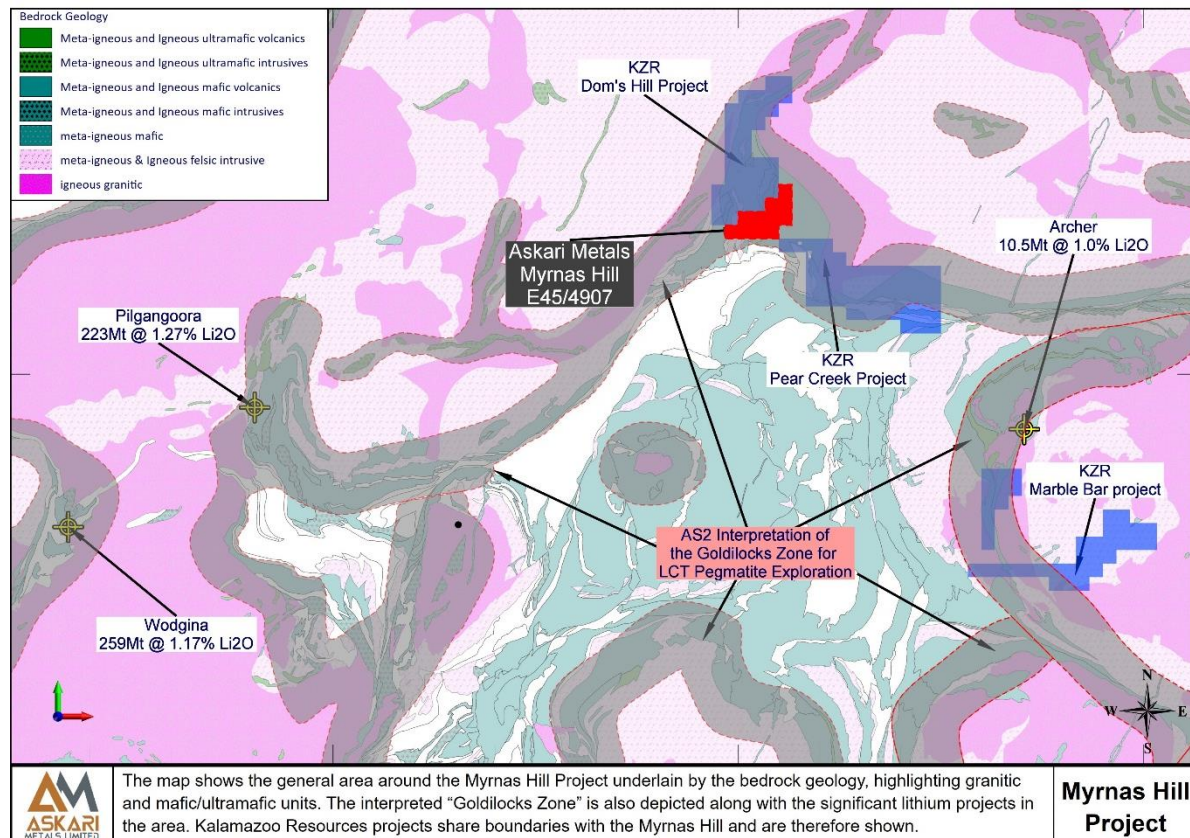 Bedrock Geology
Meta-igneous and Igneous ultramafic volcanics
Meta-igneous and Igneous ultramafic intrusives
Meta-igneous and Igneous mafic volcanics
Meta-igneous and Igneous mafic intrusives
meta-igneous mafic
meta-igneous & Igneous felsic intrusive
igneous granitic
KZR
Dom's Hill Project
Archer
10.5Mt @ 1.0% Li2O
Askari Metals
Myrnas Hill
E45/4907
Pilgangoora
223Mt @ 1.27% Li2O
KZR
Pear Creek Project
KZR
Marble Bar project
AS2 Interpretation of
the Goldilocks Zone for
LCT Pegmatite Exploration
Wodgina
259Mt @ 1.17% Li2O
N
W E
S
AM
ASKARI
METALS LIMITED
The map shows the general area around the Myrnas Hill Project underlain by the bedrock geology, highlighting granitic
and mafic/ultramafic units. The interpreted “Goldilocks Zone” is also depicted along with the significant lithium projects in
the area. Kalamazoo Resources projects share boundaries with the Myrnas Hill and are therefore shown.
Myrnas Hill
Project